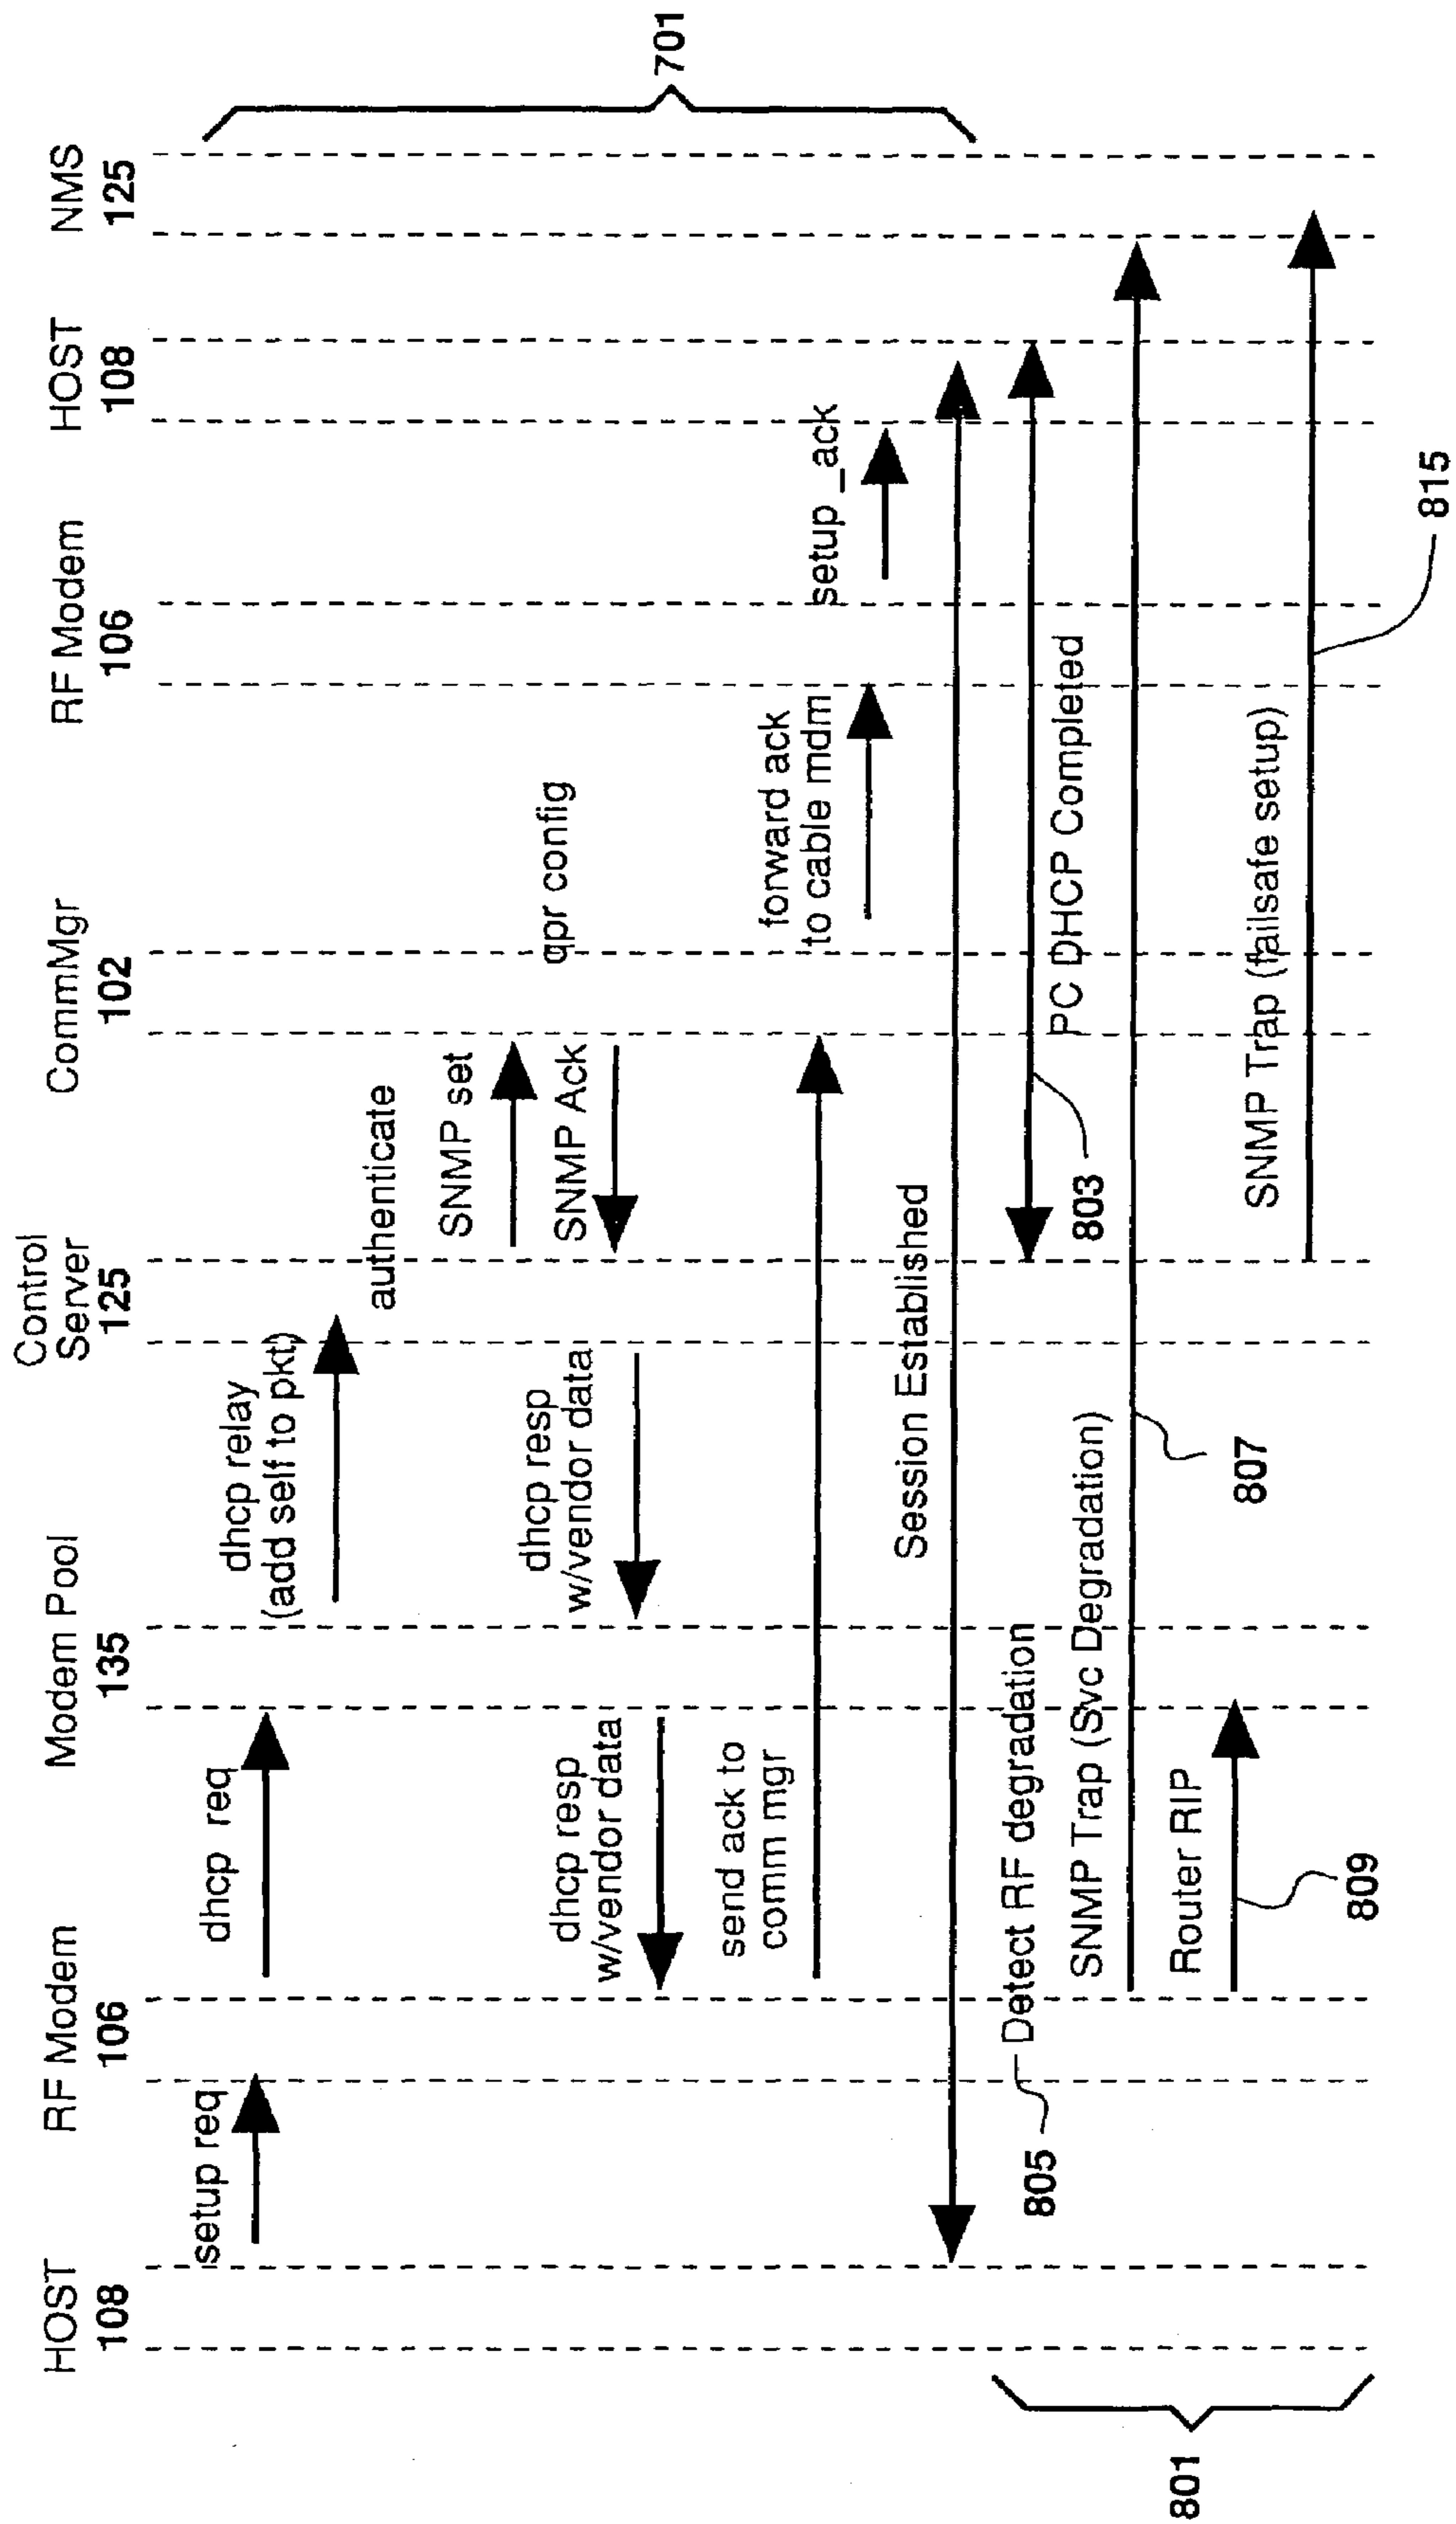 HOST
108
RF Modem
106
Modem Pool
135
Control
Server
125
CommMgr
102
RF Modem
106
HOST
108
NMS
125
setup req
dhcp req
dhcp relay
(add self to pkt)
authenticate
SNMP set
qpr config
SNMP Ack
dhcp resp
w/vendor data
dhcp resp
w/vendor data
send ack to
comm mgr
forward ack
to cable mdm
setup_ack
701
Session Established
805
Detect RF degradation
PC DHCP Completed
803
SNMP Trap (Svc Degradation)
807
Router RIP
809
SNMP Trap (failsafe setup)
815
801